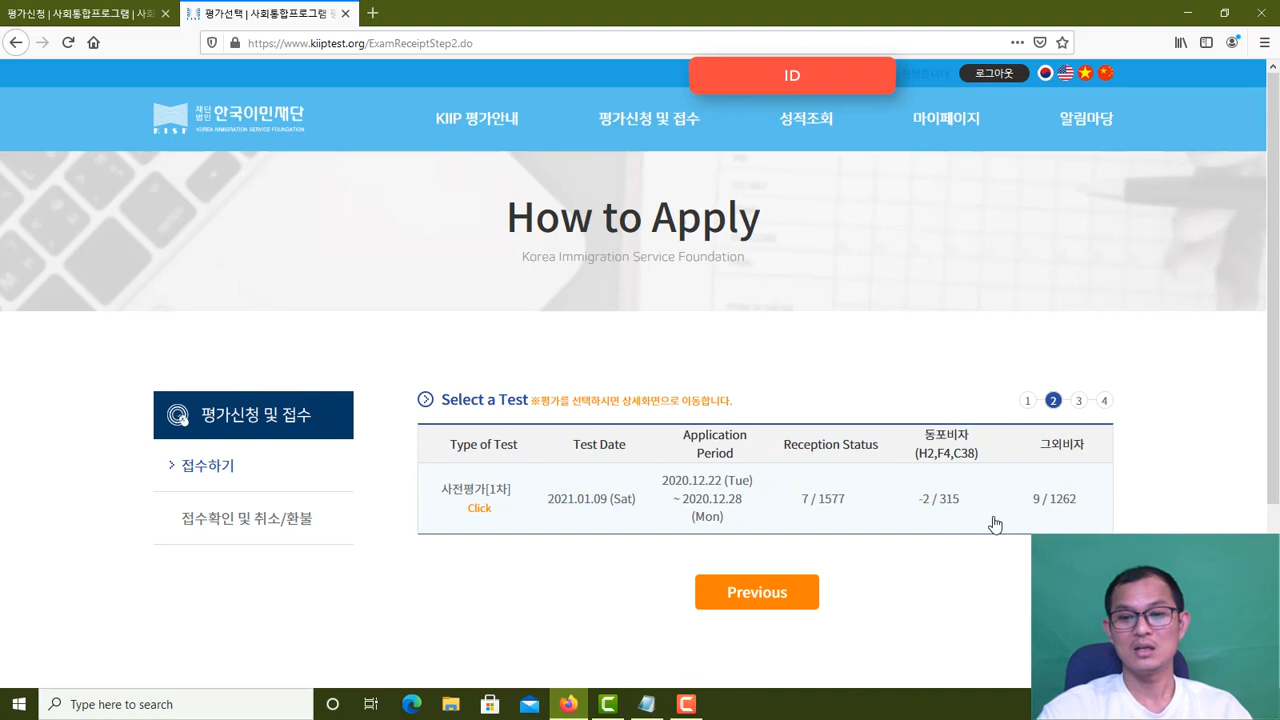 평가신청 | 사회통합프로그램 | 사회
평가선택 | 사회통합프로그램 평
https://www.kiiptest.org/ExamReceiptStep2.do
ID
로그아웃
재단법인 한국이민재단
KISF KOREA IMMIGRATION SERVICE FOUNDATION
KIIP 평가안내
평가신청 및 접수
성적조회
마이페이지
알림마당
How to Apply
Korea Immigration Service Foundation
평가신청 및 접수
접수하기
접수확인 및 취소/환불
Select a Test ※평가를 선택하시면 상세화면으로 이동합니다.
1 2 3 4
Type of Test
Test Date
Application
Period
Reception Status
동포비자
(H2,F4,C38)
그외비자
사전평가[1차]
Click
2021.01.09 (Sat)
2020.12.22 (Tue)
~ 2020.12.28
(Mon)
7 / 1577
-2 / 315
9 / 1262
Previous
Type here to search